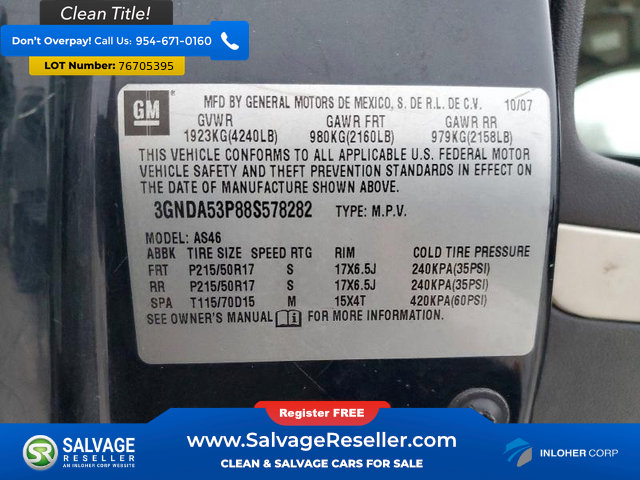 Clean Title!
Don't Overpay! Call Us: 954-671-0160
LOT Number: 76705395
GM
MFD BY GENERAL MOTORS DE MEXICO, S. DE R.L. DE C.V. 10/07
GVWR GAWR FRT GAWR RR
1923KG(4240LB) 980KG(2160LB) 979KG(2158LB)
THIS VEHICLE CONFORMS TO ALL APPLICABLE U.S. FEDERAL MOTOR
VEHICLE SAFETY AND THEFT PREVENTION STANDARDS IN EFFECT ON THE
DATE OF MANUFACTURE SHOWN ABOVE.
3GNDA53P88S578282 TYPE: M.P.V.
MODEL: AS46
ABBK TIRE SIZE SPEED RTG RIM COLD TIRE PRESSURE
FRT P215/50R17 S 17X6.5J 240KPA(35PSI)
RR P215/50R17 S 17X6.5J 240KPA(35PSI)
SPA T115/70D15 M 15X4T 420KPA(60PSI)
SEE OWNER'S MANUAL i FOR MORE INFORMATION.
Register FREE
SALVAGE
RESELLER
AN INLOHER CORP WEBSITE
www.SalvageReseller.com
CLEAN & SALVAGE CARS FOR SALE
INLOHER CORP